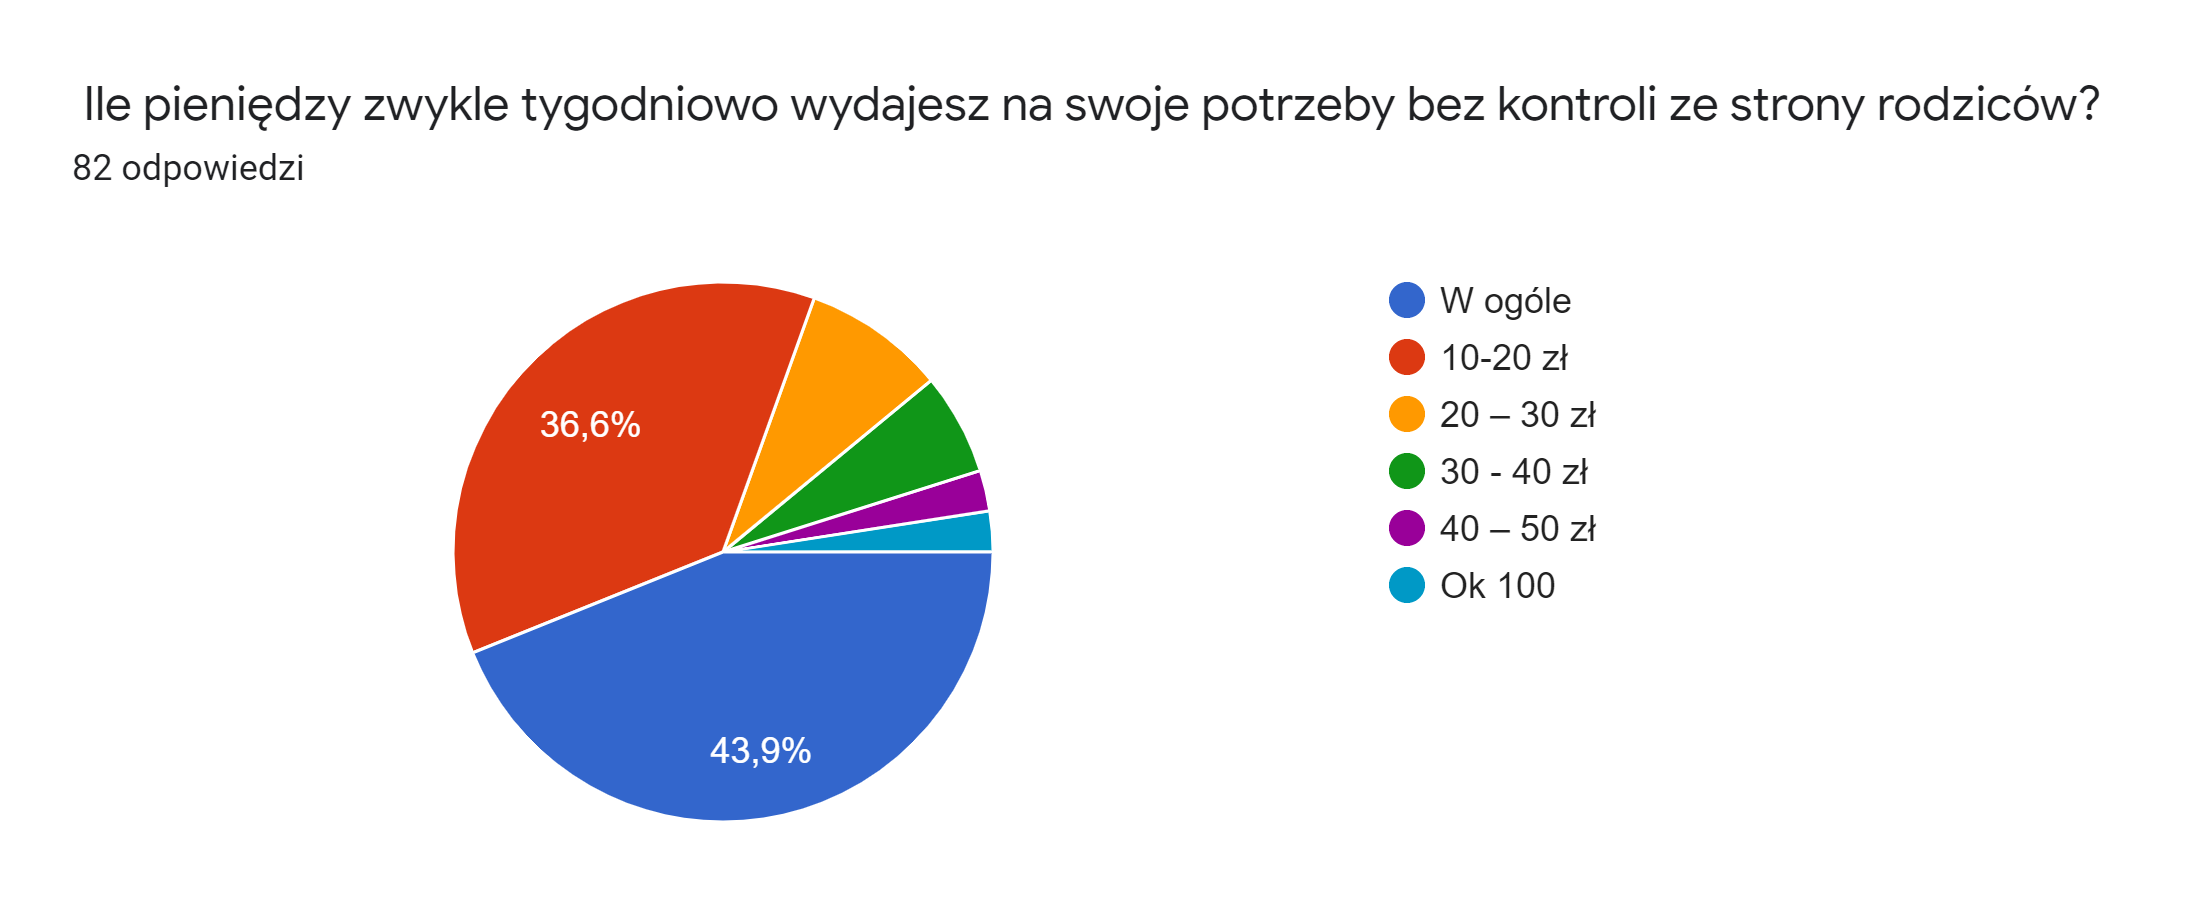 Ile pieniędzy zwykle tygodniowo wydajesz na swoje potrzeby bez kontroli ze strony rodziców?
82 odpowiedzi
W ogóle
10-20 zł
20 – 30 zł
30 - 40 zł
40 – 50 zł
Ok 100
36,6%
43,9%